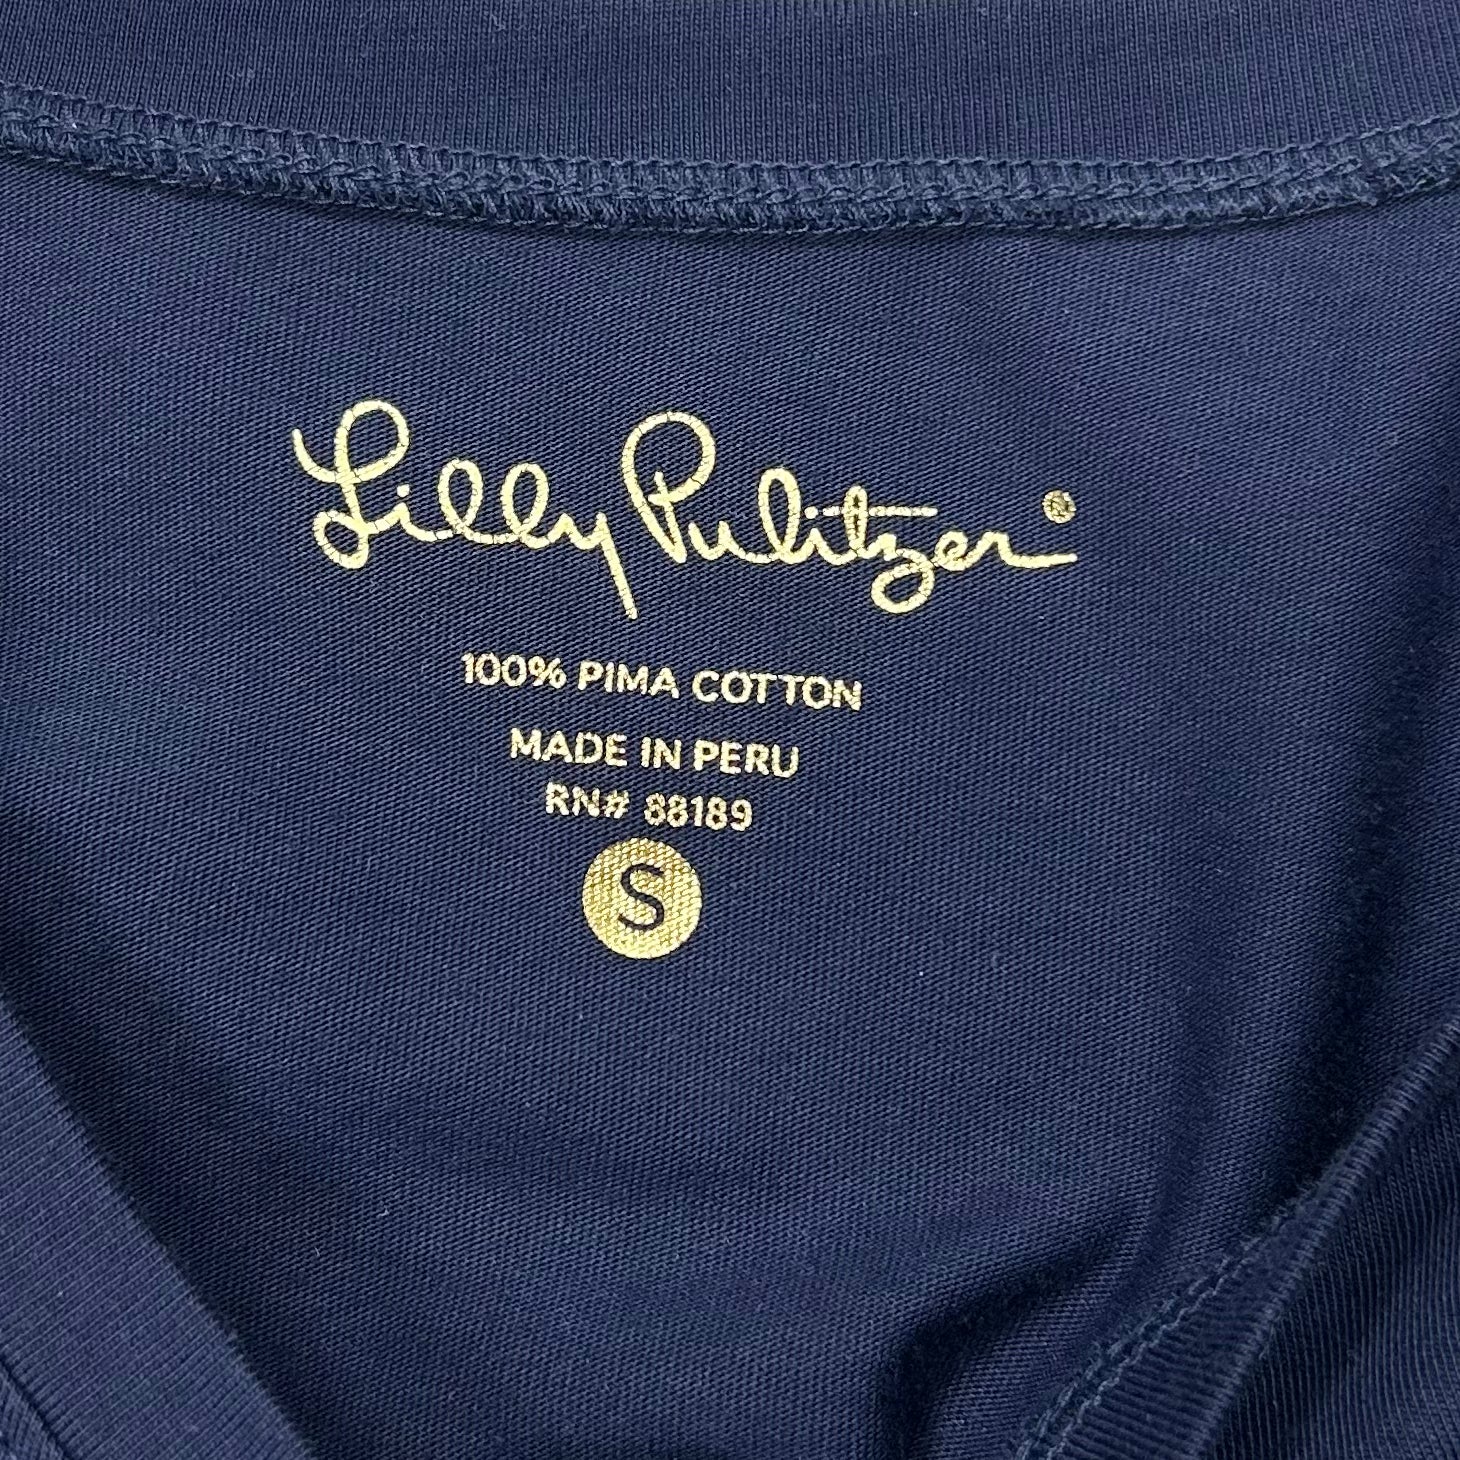 Lilly Pulitzer®
100% PIMA COTTON
MADE IN PERU
RN# 88189
S